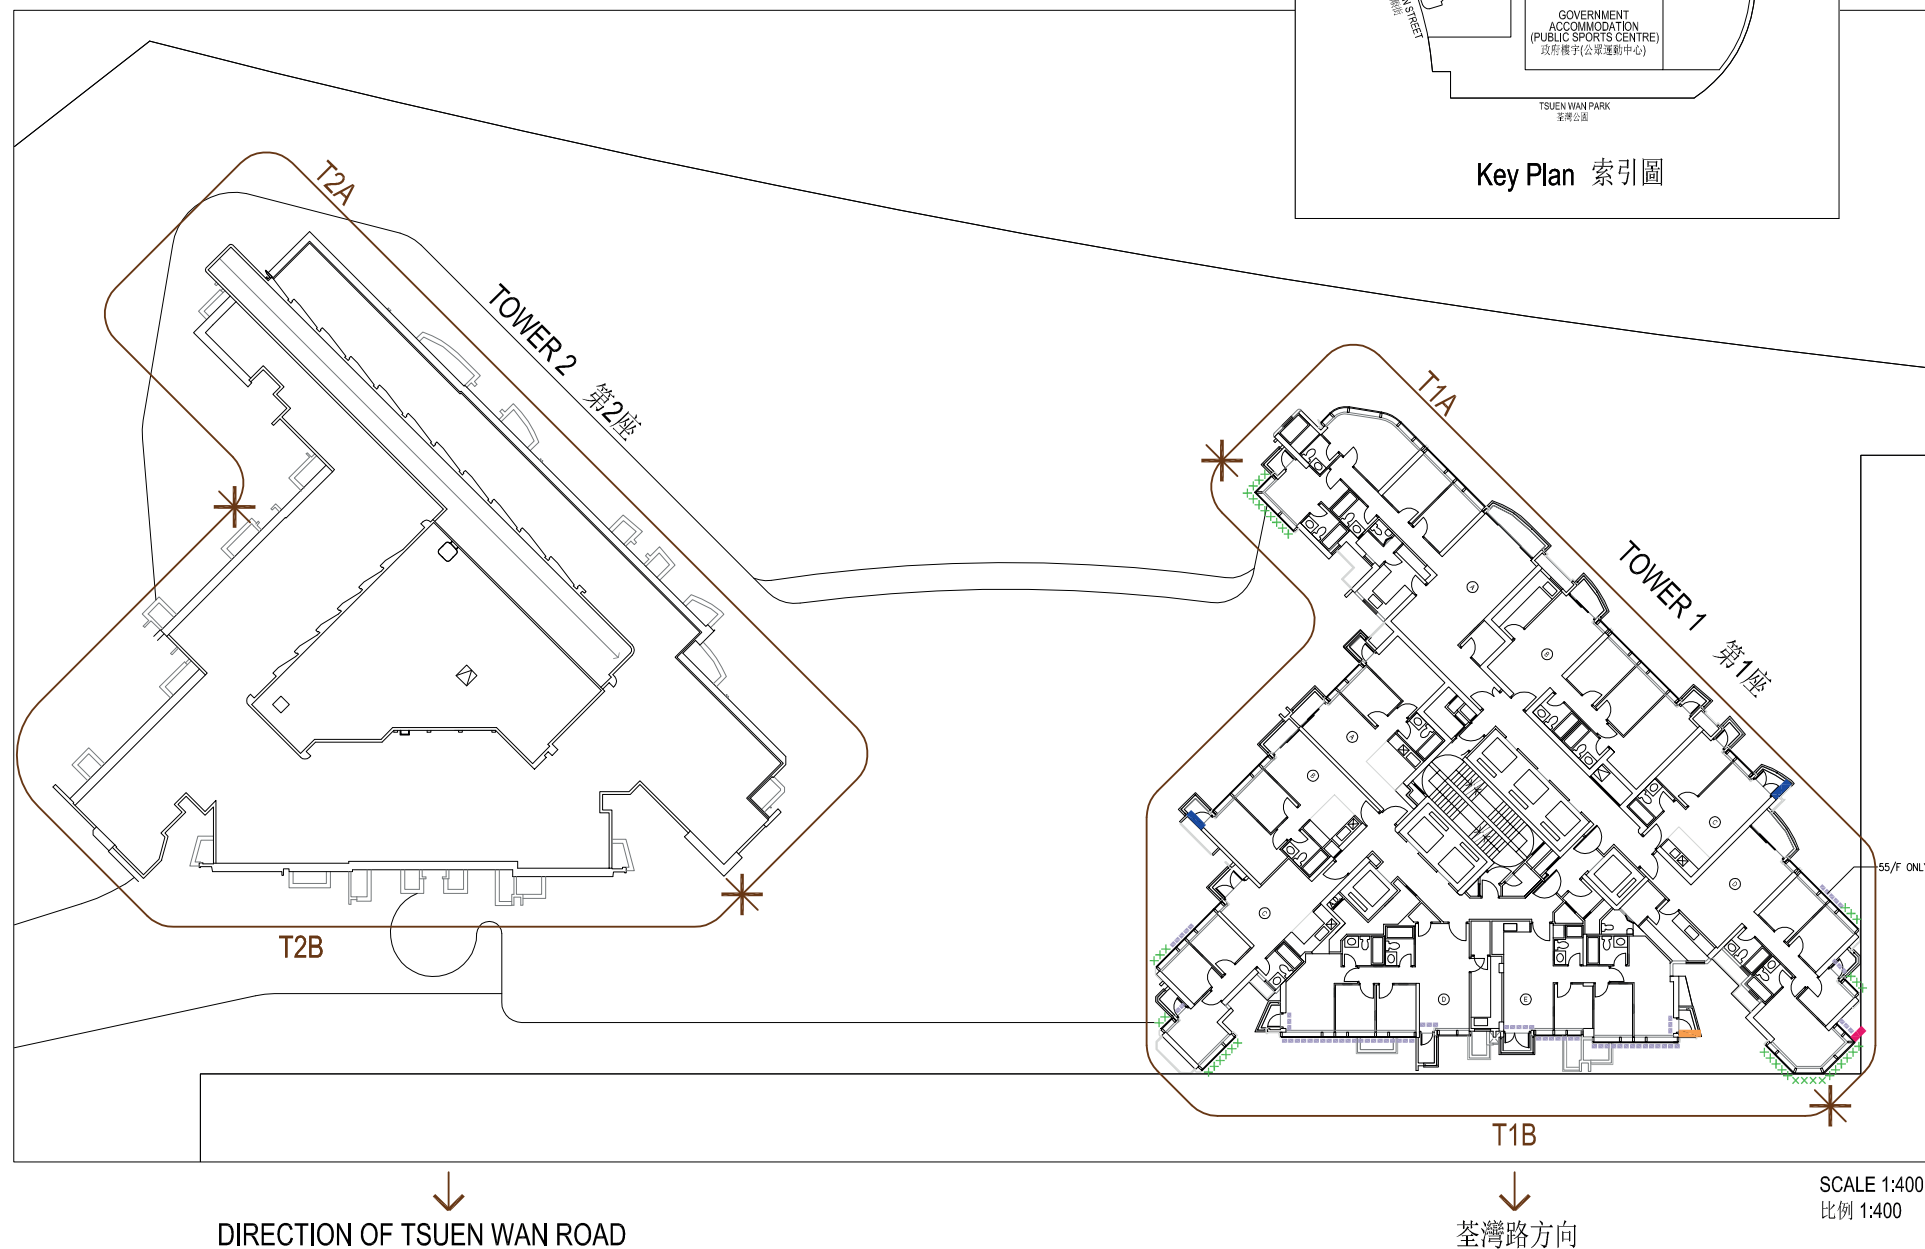 N STREET
GOVERNMENT
ACCOMMODATION
(PUBLIC SPORTS CENTRE)
政府樓宇(公眾運動中心)
TSUEN WAN PARK
荃灣公園
Key Plan 索引圖
T2A
TOWER 2 第2座
T1A
TOWER 1 第1座
A
B
A
B
C
C
D
D
E
55/F ONLY
T2B
T1B
SCALE 1:400
比例 1:400
DIRECTION OF TSUEN WAN ROAD
荃灣路方向